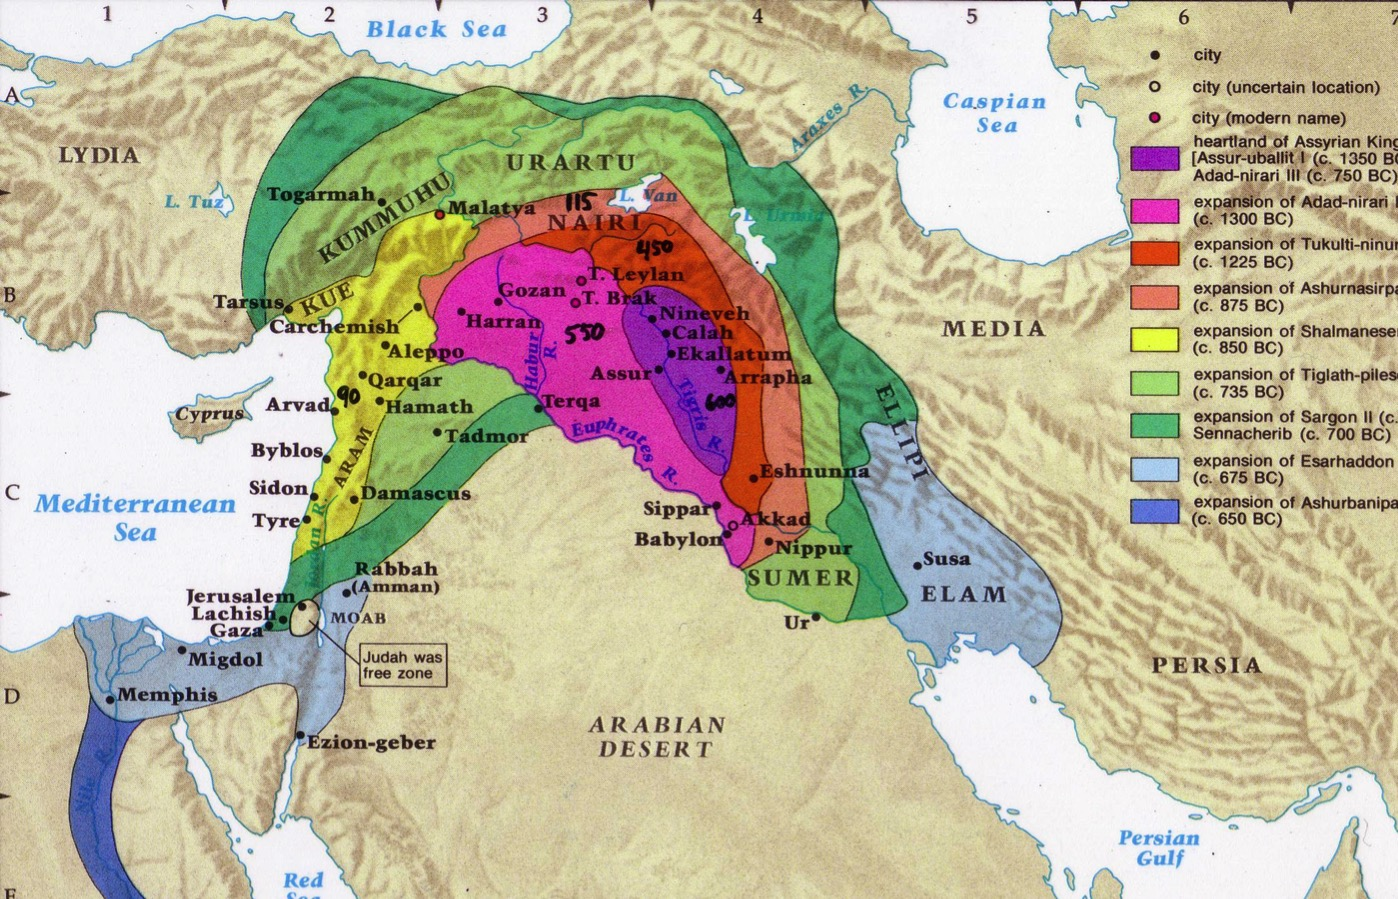 1 2 3 4 5 6 7
A
B
C
D
E
Black Sea
Caspian
Sea
Araxes R.
LYDIA
L. Tuz
Togarmah
KUMMUHU
URARTU
Malatya
115
NAIRI
L. Van
L. Urmia
450
T. Leylan
Gozan
T. Brak
Tarsus
KUE
Carchemish
Harran
550
Nineveh
Calah
Ekallatum
Aleppo
Habur
R.
Assur
Arrapha
MEDIA
Qarqar
Cyprus
Arvad
90
Hamath
Terqa
Tigris R.
600
ELLIPI
Tadmor
Euphrates R.
Byblos
ARAM
Sidon
Damascus
Eshnunna
Mediterranean
Sea
Tyre
Jordan R.
Sippar
Akkad
Babylon
Nippur
SUMER
Susa
ELAM
Rabbah
(Amman)
Jerusalem
Lachish
Gaza
MOAB
Ur
Judah was
free zone
Migdol
PERSIA
Memphis
Ezion-geber
ARABIAN
DESERT
Nile R.
Red
Sea
Persian
Gulf
city
city (uncertain location)
city (modern name)
heartland of Assyrian King
[Assur-uballit I (c. 1350 BC
Adad-nirari III (c. 750 BC)
expansion of Adad-nirari I
(c. 1300 BC)
expansion of Tukulti-ninur
(c. 1225 BC)
expansion of Ashurnasirpa
(c. 875 BC)
expansion of Shalmanese
(c. 850 BC)
expansion of Tiglath-piles
(c. 735 BC)
expansion of Sargon II (c.
Sennacherib (c. 700 BC)
expansion of Esarhaddon
(c. 675 BC)
expansion of Ashurbanipa
(c. 650 BC)